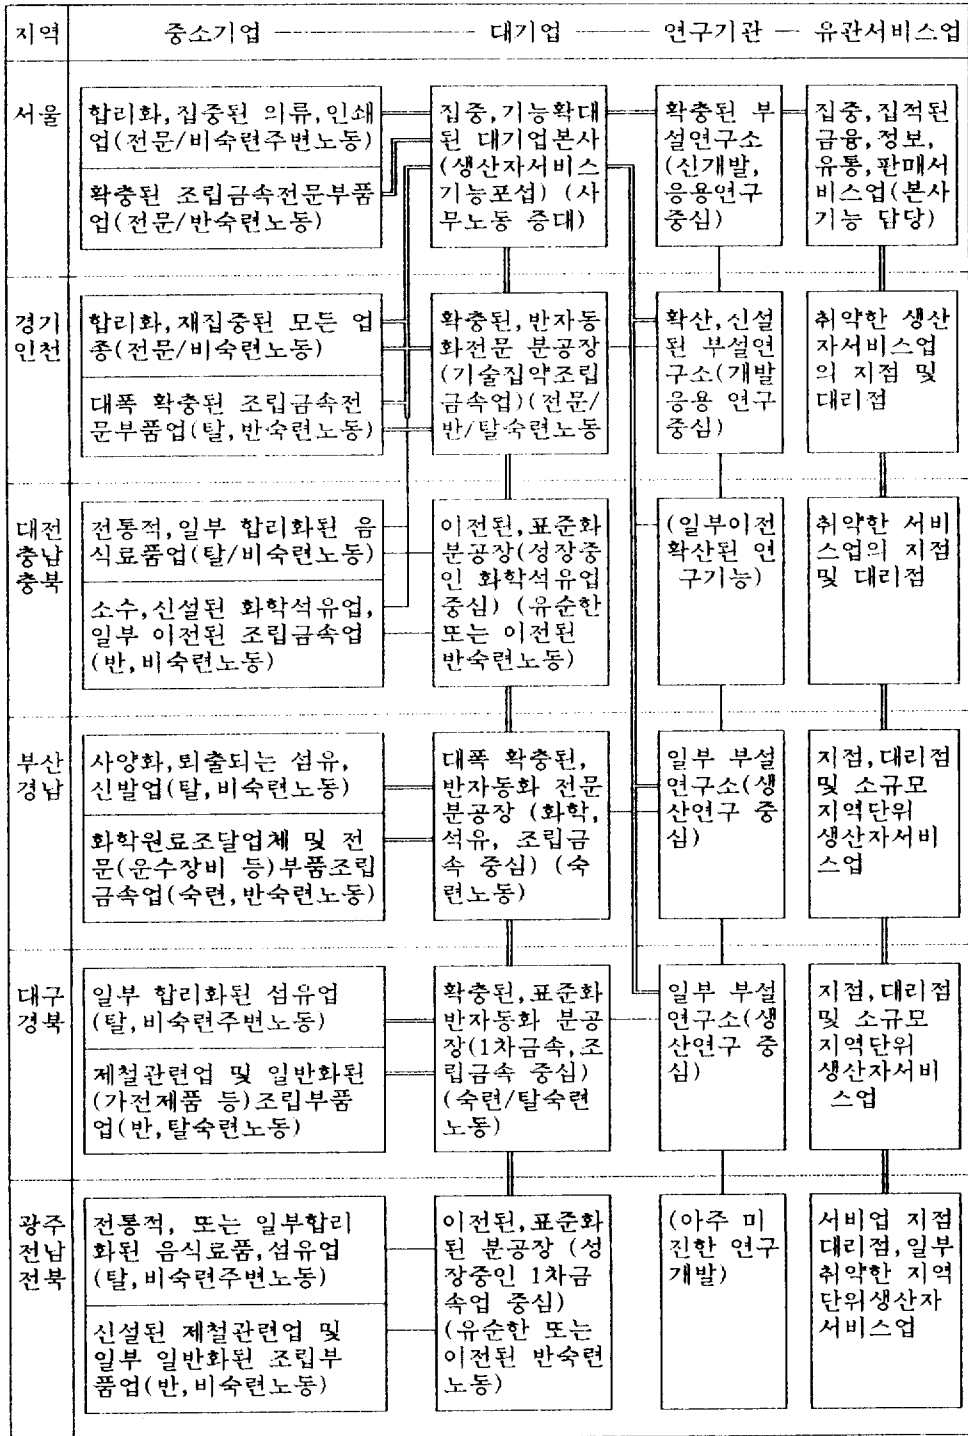 지역 중소기업 대기업 연구기관 유관서비스업
서울
합리화,집중된 의류,인쇄
업(전문/비숙련주변노동)
확충된 조립금속전문부품
업(전문/반숙련노동)
집중,기능확대
된 대기업본사
(생산자서비스
기능포섭) (사
무노동 증대)
확충된 부
설연구소
(신개발,
응용연구
중심)
집중,집적된
금융,정보,
유통,판매서
비스업(본사
기능 담당)
경기
인천
합리화,재집중된 모든 업
종(전문/비숙련노동)
대폭 확충된 조립금속전
문부품업(탈,반숙련노동)
확충된,반자동
화전문 분공장
(기술집약조립
금속업)(전문/
반/탈숙련노동
확산,신설
된 부설연
구소(개발
응용 연구
중심)
취약한 생산
자서비스업
의 지점 및
대리점
대전
충남
충북
전통적,일부 합리화된 음
식료품업(탈/비숙련노동)
소수,신설된 화학석유업,
일부 이전된 조립금속업
(반,비숙련노동)
이전된,표준화
분공장(성장중
인 화학석유업
중심) (유순한
또는 이전된
반숙련노동)
(일부이전
확산된 연
구기능)
취약한 서비
스업의 지점
및 대리점
부산
경남
사양화,퇴출되는 섬유,
신발업(탈,비숙련노동)
화학원료조달업체 및 전
문(운수장비 등)부품조립
금속업(숙련,반숙련노동)
대폭 확충된,
반자동화 전문
분공장 (화학,
석유, 조립금
속 중심) (숙
련노동)
일부 부설
연구소(생
산연구 중
심)
지점,대리점
및 소규모
지역단위
생산자서비
스업
대구
경북
일부 합리화된 섬유업
(탈,비숙련주변노동)
제철관련업 및 일반화된
(가전제품 등)조립부품
업(반,탈숙련노동)
확충된,표준화
반자동화 분공
장(1차금속,조
립금속 중심)
(숙련/탈숙련
노동)
일부 부설
연구소(생
산연구 중
심)
지점,대리점
및 소규모
지역단위
생산자서비
스업
광주
전남
전북
전통적, 또는 일부합리
화된 음식료품,섬유업
(탈,비숙련주변노동)
신설된 제철관련업 및
일부 일반화된 조립부
품업(반,비숙련노동)
이전된,표준화
된 분공장 (성
장중인 1차금
속업 중심)
(유순한 또는
이전된 반숙련
노동)
(아주 미
진한 연구
개발)
서비업 지점
대리점,일부
취약한 지역
단위생산자
서비스업